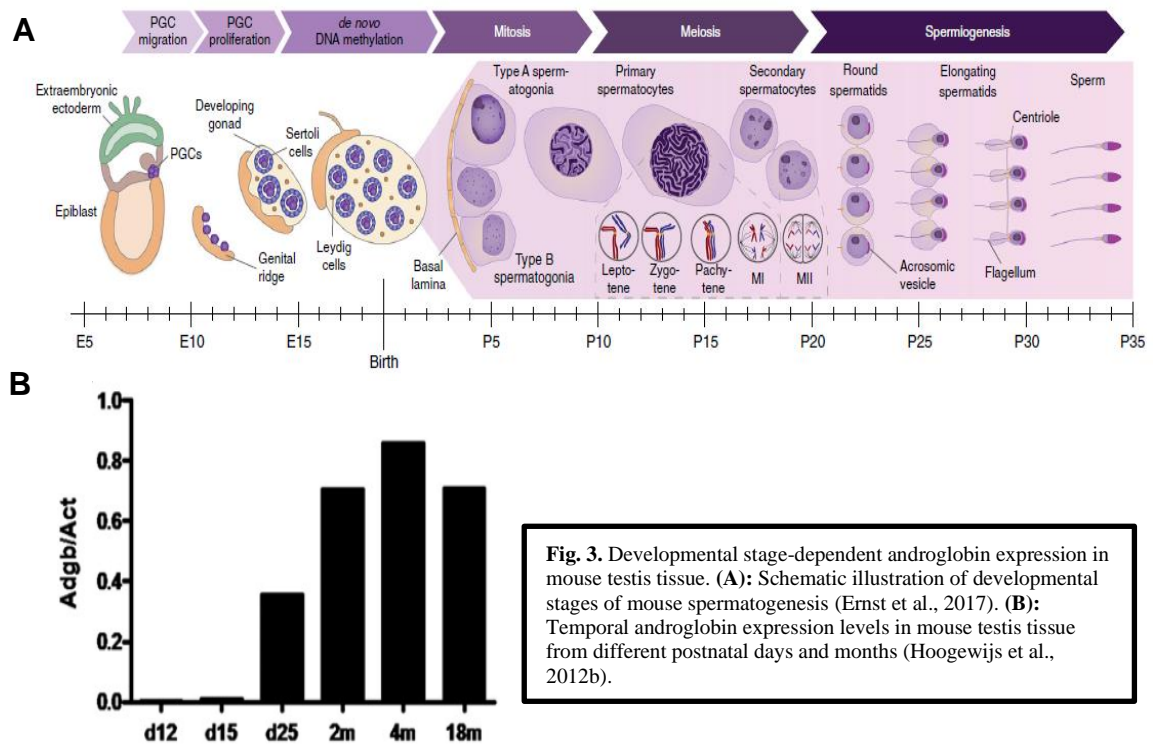 A
PGC migration
PGC proliferation
de novo DNA methylation
Mitosis
Meiosis
Spermiogenesis
Extraembryonic ectoderm
PGCs
Epiblast
Developing gonad
Sertoli cells
Genital ridge
Leydig cells
Basal lamina
Type A sperm-
atogonia
Type B spermatogonia
Primary spermatocytes
Secondary spermatocytes
Lepto-
tene
Zygo-
tene
Pachy-
tene
MI
MII
Round spermatids
Acrosomic vesicle
Elongating spermatids
Centriole
Flagellum
Sperm
E5 E10 E15 Birth P5 P10 P15 P20 P25 P30 P35
B
Adgb/Act
1.0
0.8
0.6
0.4
0.2
0.0
d12 d15 d25 2m 4m 18m
Fig. 3. Developmental stage-dependent androglobin expression in
mouse testis tissue. (A): Schematic illustration of developmental
stages of mouse spermatogenesis (Ernst et al., 2017). (B):
Temporal androglobin expression levels in mouse testis tissue
from different postnatal days and months (Hoogewijs et al.,
2012b).